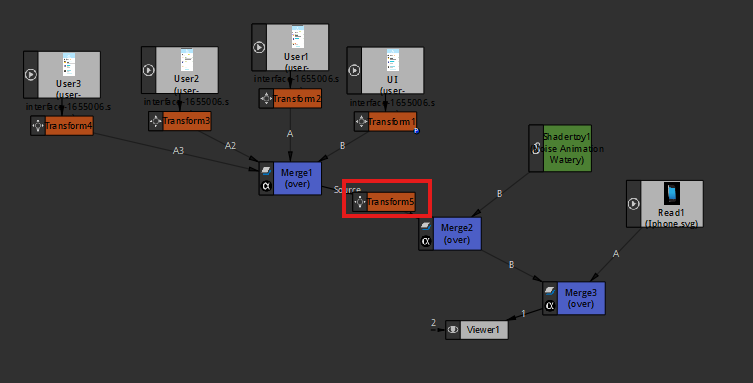 User1
(user-
interface-1655006.s
User3
(user-
interface-1655006.s
User2
(user-
interface-1655006.s
UI
(user-
interface-1655006.s
Transform2
Transform4
Transform3
Transform1
P
A3
A2
A
B
Shadertoy1
oise Animation
Watery)
Merge1
(over)
α
Source
Transform5
B
Read1
(Iphone.svg)
Merge2
(over)
α
A
B
Merge3
(over)
α
1
2
Viewer1